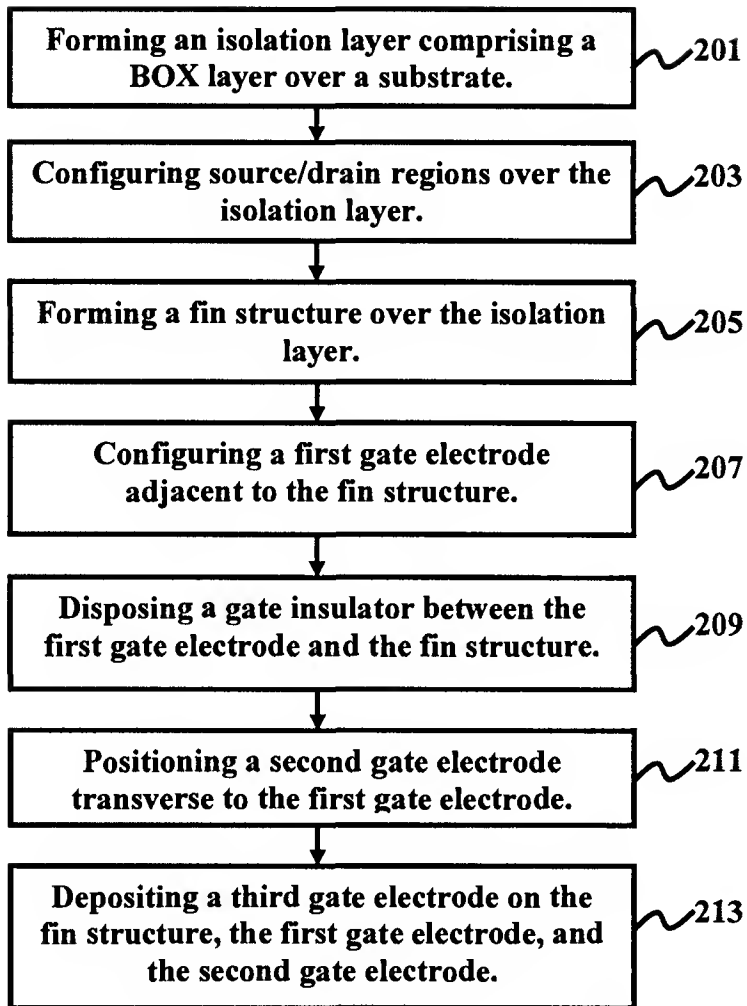 Forming an isolation layer comprising a
BOX layer over a substrate.
201
Configuring source/drain regions over the
isolation layer.
203
Forming a fin structure over the isolation
layer.
205
Configuring a first gate electrode
adjacent to the fin structure.
207
Disposing a gate insulator between the
first gate electrode and the fin structure.
209
Positioning a second gate electrode
transverse to the first gate electrode.
211
Depositing a third gate electrode on the
fin structure, the first gate electrode, and
the second gate electrode.
213